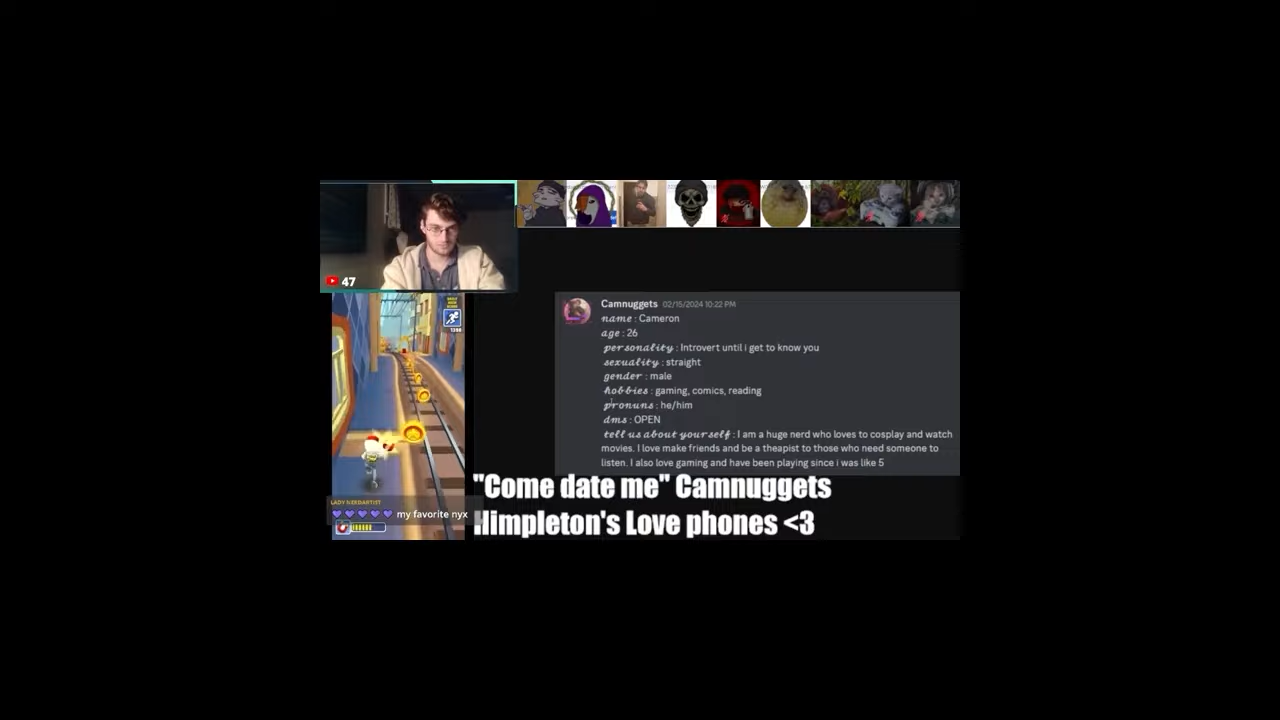 47
Camnuggets 02/15/2024 10:22 PM
name : Cameron
age : 26
personality : Introvert until i get to know you
sexuality : straight
gender : male
hobbies : gaming, comics, reading
pronuns : he/him
dms : OPEN
tell us about yourself : I am a huge nerd who loves to cosplay and watch
movies. I love make friends and be a theapist to those who need someone to
listen. I also love gaming and have been playing since i was like 5
"Come date me" Camnuggets
Himpleton's Love phones <3
my favorite nyx